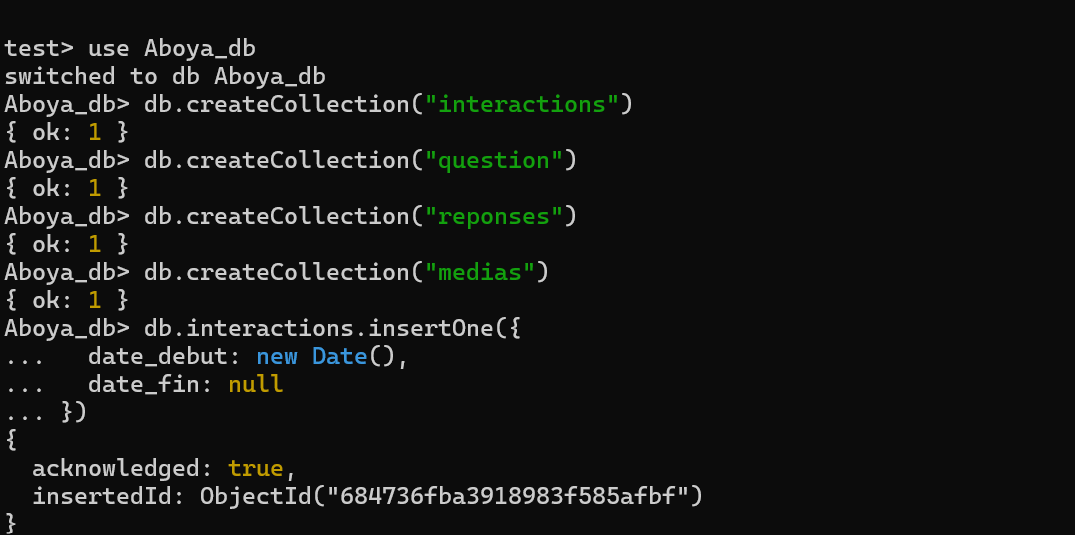 test> use Aboya_db
switched to db Aboya_db
Aboya_db> db.createCollection("interactions")
{ ok: 1 }
Aboya_db> db.createCollection("question")
{ ok: 1 }
Aboya_db> db.createCollection("reponses")
{ ok: 1 }
Aboya_db> db.createCollection("medias")
{ ok: 1 }
Aboya_db> db.interactions.insertOne({
...   date_debut: new Date(),
...   date_fin: null
... })
{
  acknowledged: true,
  insertedId: ObjectId("684736fba3918983f585afbf")
}